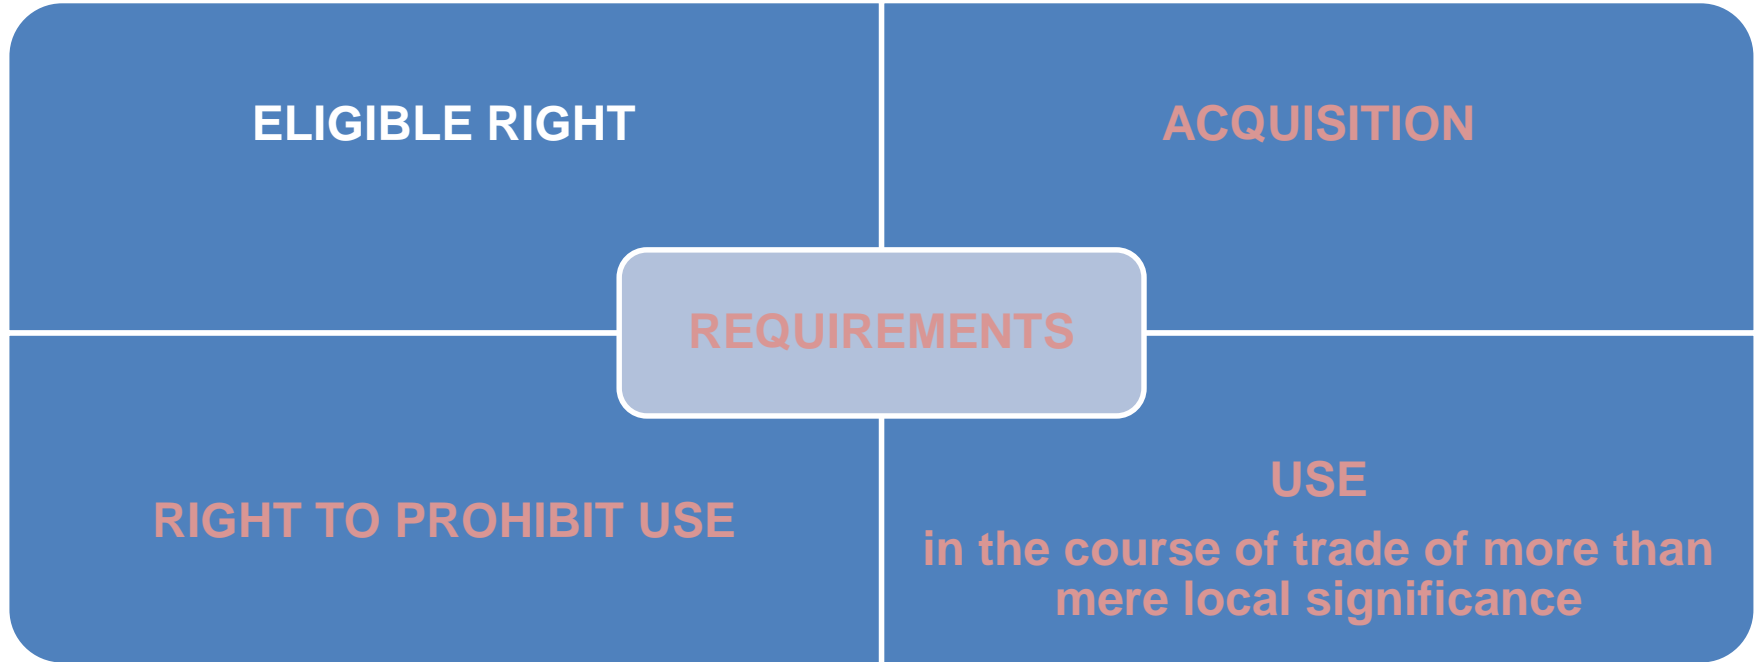 ELIGIBLE RIGHT
ACQUISITION
REQUIREMENTS
RIGHT TO PROHIBIT USE
USE
in the course of trade of more than
mere local significance